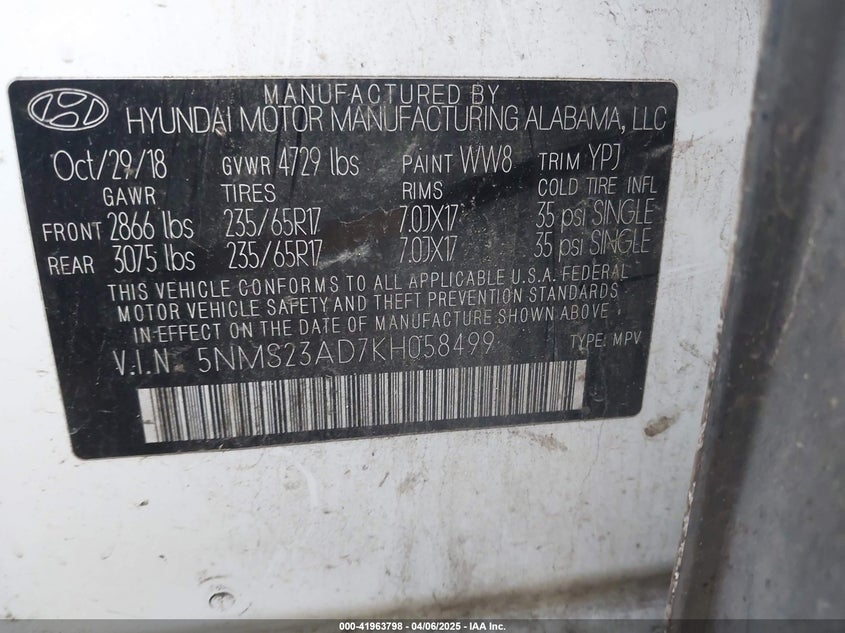 MANUFACTURED BY
HYUNDAI MOTOR MANUFACTURING ALABAMA, LLC
Oct/29/18 GVWR 4729 lbs PAINT WW8 TRIM YPJ
GAWR TIRES RIMS COLD TIRE INFL
FRONT 2866 lbs 235/65R17 7.0JX17 35 psi SINGLE
REAR 3075 lbs 235/65R17 7.0JX17 35 psi SINGLE
THIS VEHICLE CONFORMS TO ALL APPLICABLE U.S.A. FEDERAL
MOTOR VEHICLE SAFETY AND THEFT PREVENTION STANDARDS
IN-EFFECT ON THE DATE OF MANUFACTURE SHOWN ABOVE
V.I.N. 5NMS23AD7KH058499 TYPE: MPV
000-41963798 - 04/06/2025 - IAA Inc.